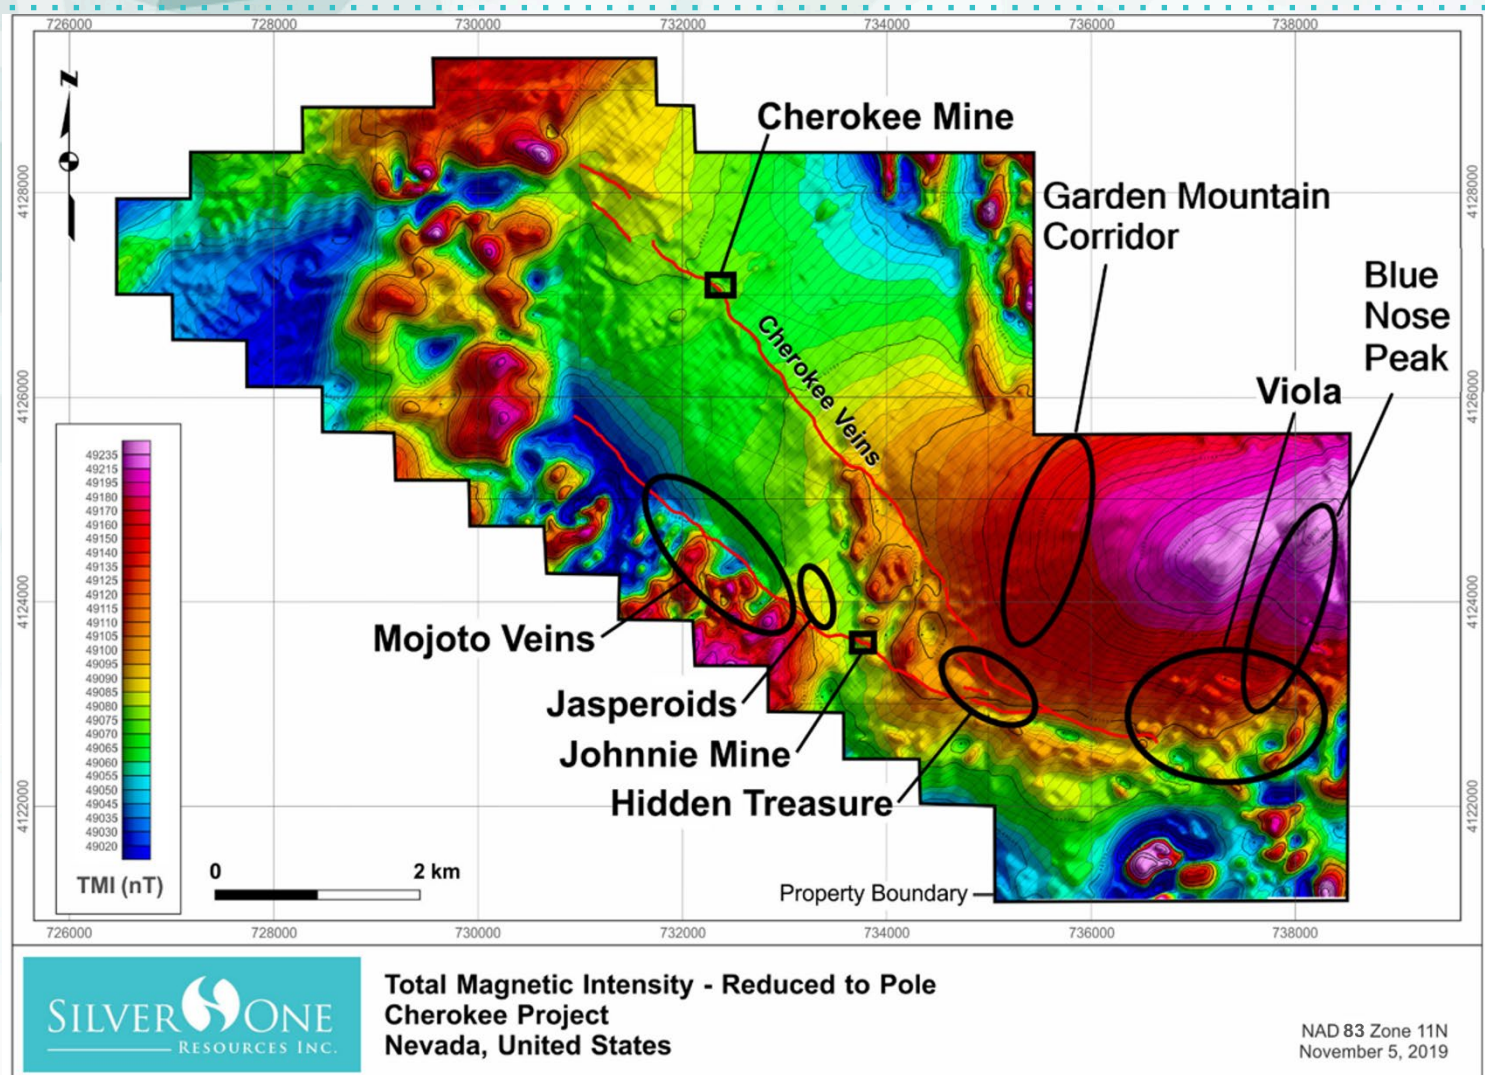 726000 728000 730000 732000 734000 736000 738000
N
Cherokee Mine
4128000
4128000
Garden Mountain
Corridor
Blue
Nose
Peak
Cherokee Veins
Viola
4126000
4126000
49235
49215
49195
49180
49170
49160
49150
49140
49135
49125
49120
49115
49110
49105
49100
49095
49090
49085
49080
49075
49070
49065
49060
49055
49050
49045
49035
49030
49020
TMI (nT)
4124000
4124000
Mojoto Veins
Jasperoids
Johnnie Mine
Hidden Treasure
4122000
4122000
0 2 km
Property Boundary
726000 728000 730000 732000 734000 736000 738000
SILVER ONE
RESOURCES INC.
Total Magnetic Intensity - Reduced to Pole
Cherokee Project
Nevada, United States
NAD 83 Zone 11N
November 5, 2019